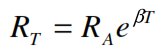 R_T = R_A e^{βT}